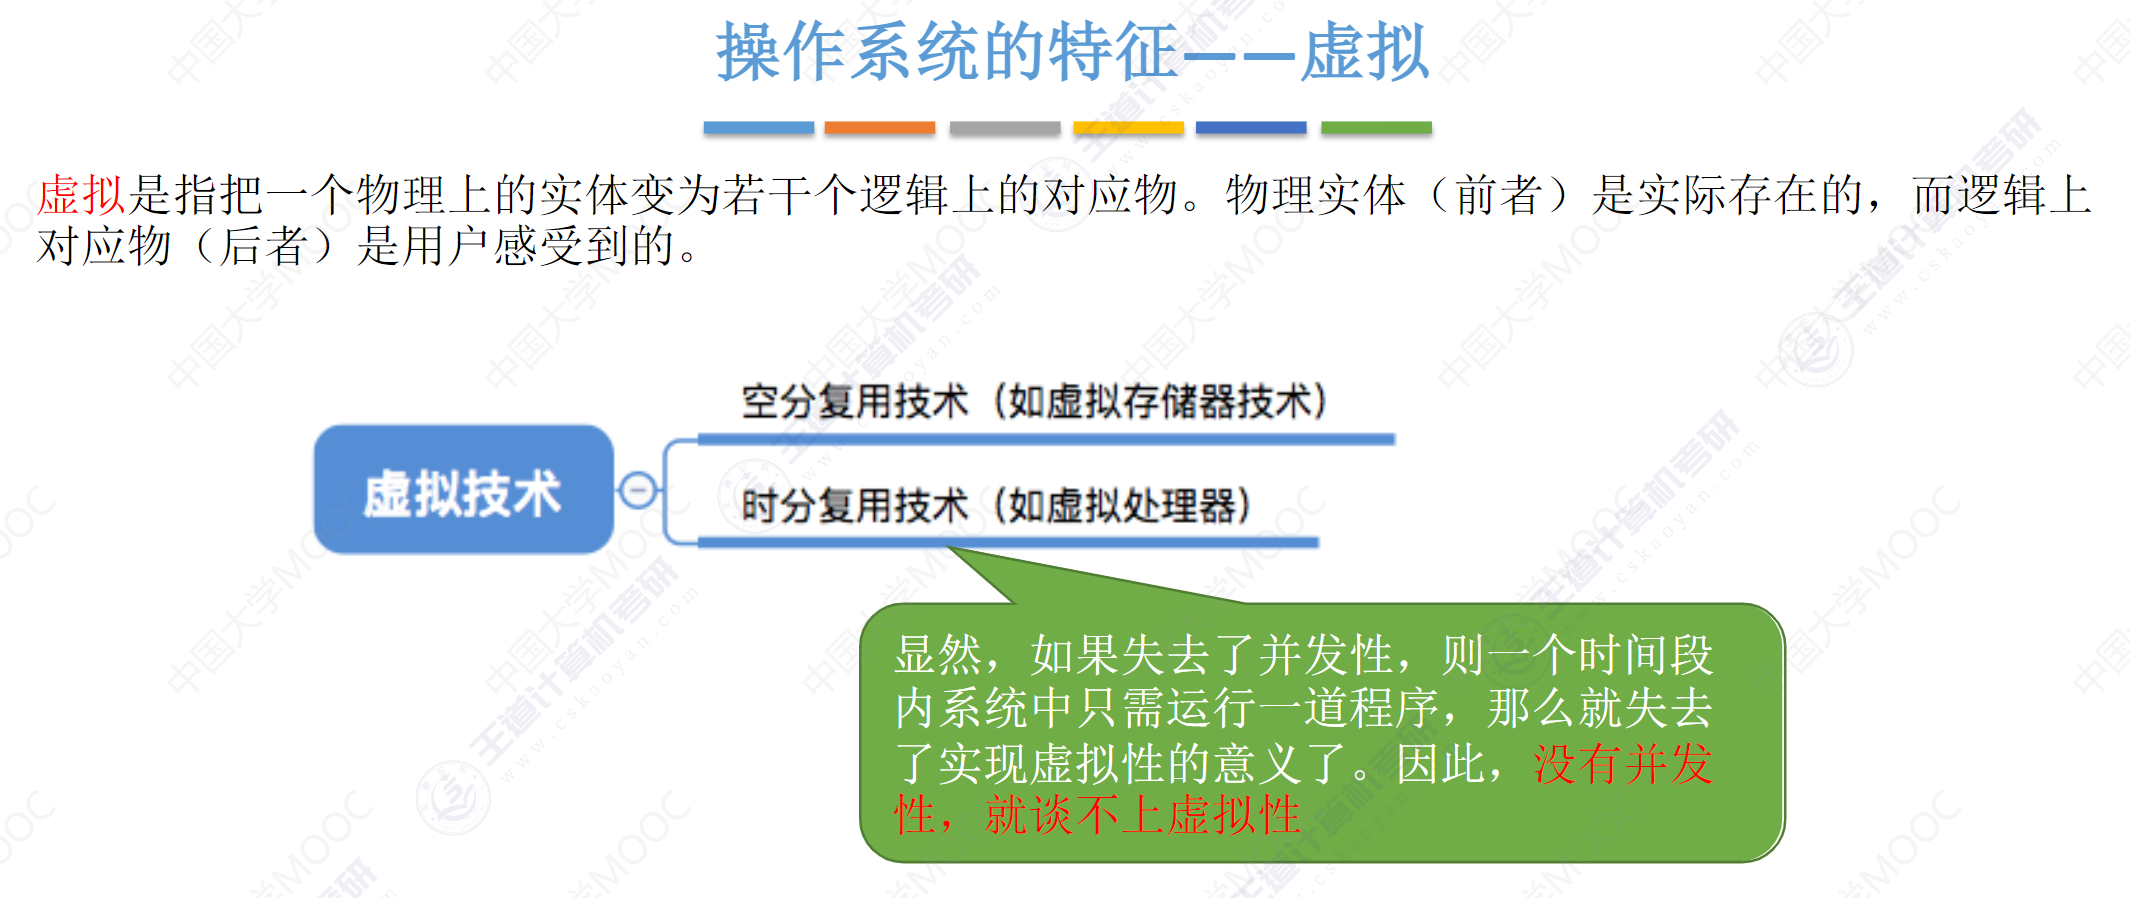 操作系统的特征——虚拟
虚拟是指把一个物理上的实体变为若干个逻辑上的对应物。物理实体（前者）是实际存在的，而逻辑上
对应物（后者）是用户感受到的。
空分复用技术（如虚拟存储器技术）
虚拟技术
时分复用技术（如虚拟处理器）
显然，如果失去了并发性，则一个时间段
内系统中只需运行一道程序，那么就失去
了实现虚拟性的意义了。因此，没有并发
性，就谈不上虚拟性
中国大学MOOC
王道计算机考研
www.cskaoyan.com